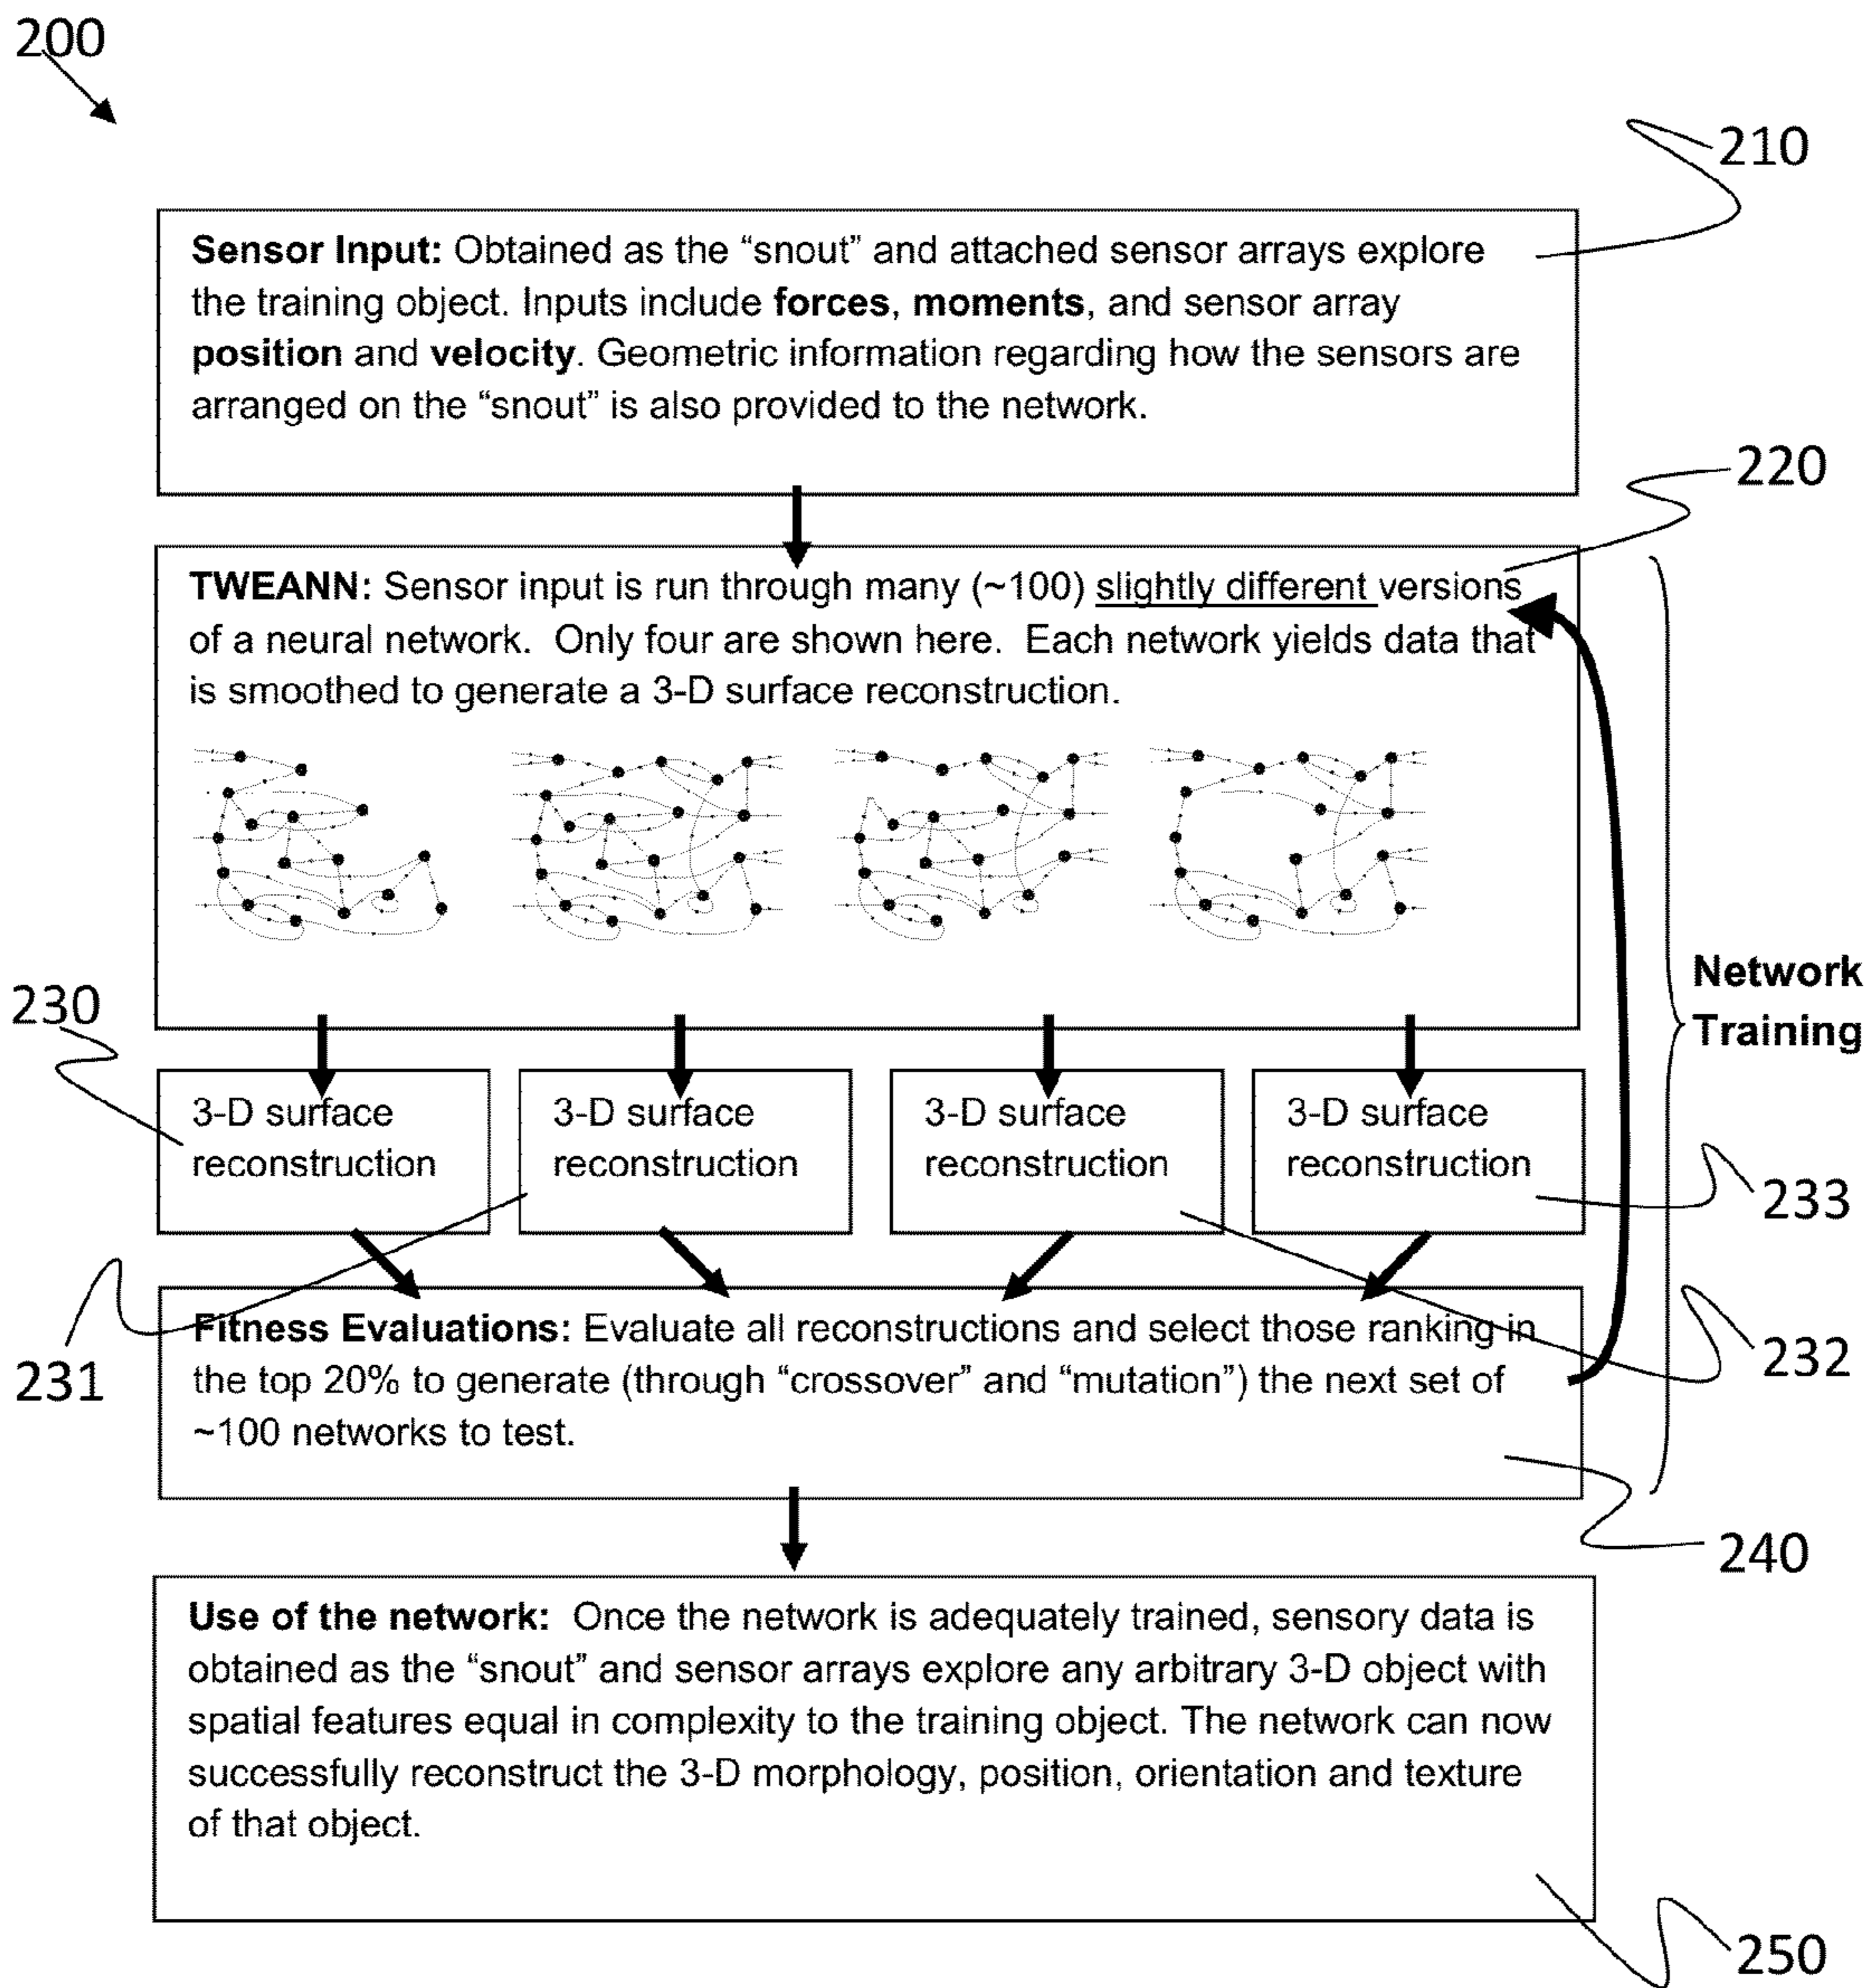 200
210
Sensor Input: Obtained as the “snout” and attached sensor arrays explore
the training object. Inputs include forces, moments, and sensor array
position and velocity. Geometric information regarding how the sensors are
arranged on the “snout” is also provided to the network.
220
TWEANN: Sensor input is run through many (~100) slightly different versions
of a neural network. Only four are shown here. Each network yields data that
is smoothed to generate a 3-D surface reconstruction.
Network
Training
230
3-D surface
reconstruction
3-D surface
reconstruction
3-D surface
reconstruction
3-D surface
reconstruction
233
231
232
Fitness Evaluations: Evaluate all reconstructions and select those ranking in
the top 20% to generate (through “crossover” and “mutation”) the next set of
~100 networks to test.
240
Use of the network: Once the network is adequately trained, sensory data is
obtained as the “snout” and sensor arrays explore any arbitrary 3-D object with
spatial features equal in complexity to the training object. The network can now
successfully reconstruct the 3-D morphology, position, orientation and texture
of that object.
250